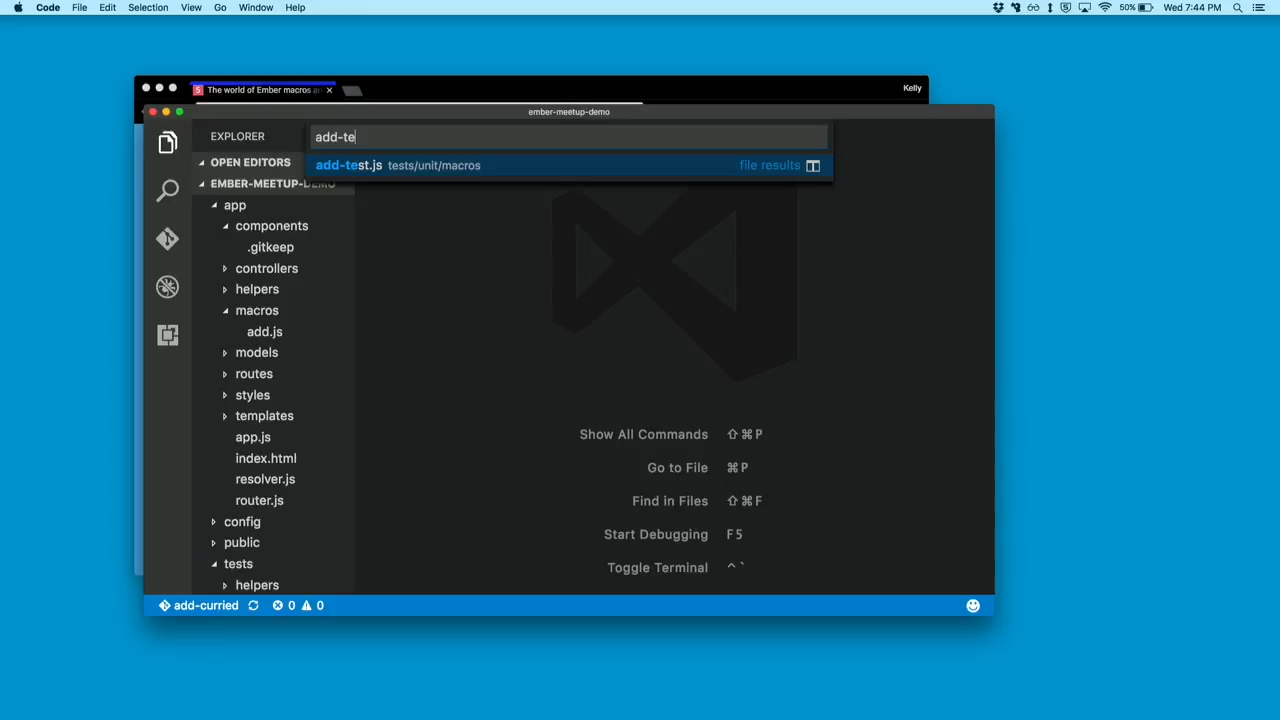 Code File Edit Selection View Go Window Help 50% Wed 7:44 PM
The world of Ember macros an
Kelly
ember-meetup-demo
EXPLORER
add-te
OPEN EDITORS
add-test.js tests/unit/macros file results
EMBER-MEETUP-DEMO
app
components
.gitkeep
controllers
helpers
macros
add.js
models
routes
styles
templates
app.js
index.html
resolver.js
router.js
config
public
tests
helpers
Show All Commands ⇧⌘P
Go to File ⌘P
Find in Files ⇧⌘F
Start Debugging F5
Toggle Terminal ^`
add-curried 0 0